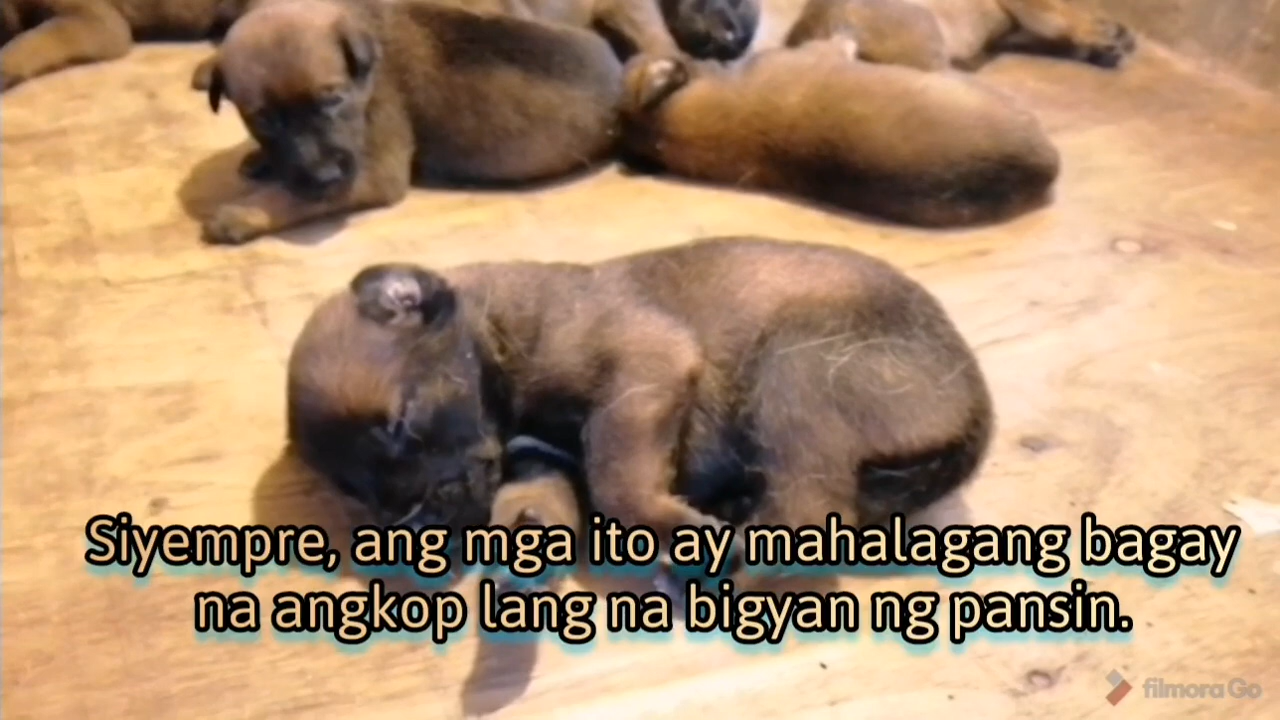 Siyempre, ang mga ito ay mahalagang bagay
na angkop lang na bigyan ng pansin.
filmora Go